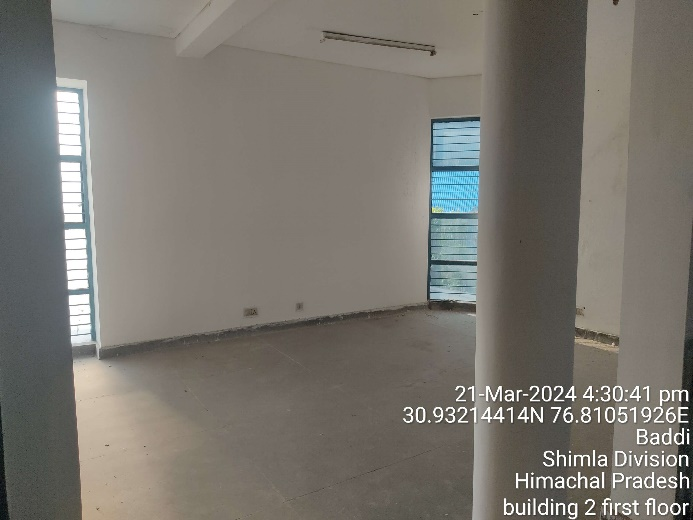 21-Mar-2024 4:30:41 pm
30.93214414N 76.81051926E
Baddi
Shimla Division
Himachal Pradesh
building 2 first floor